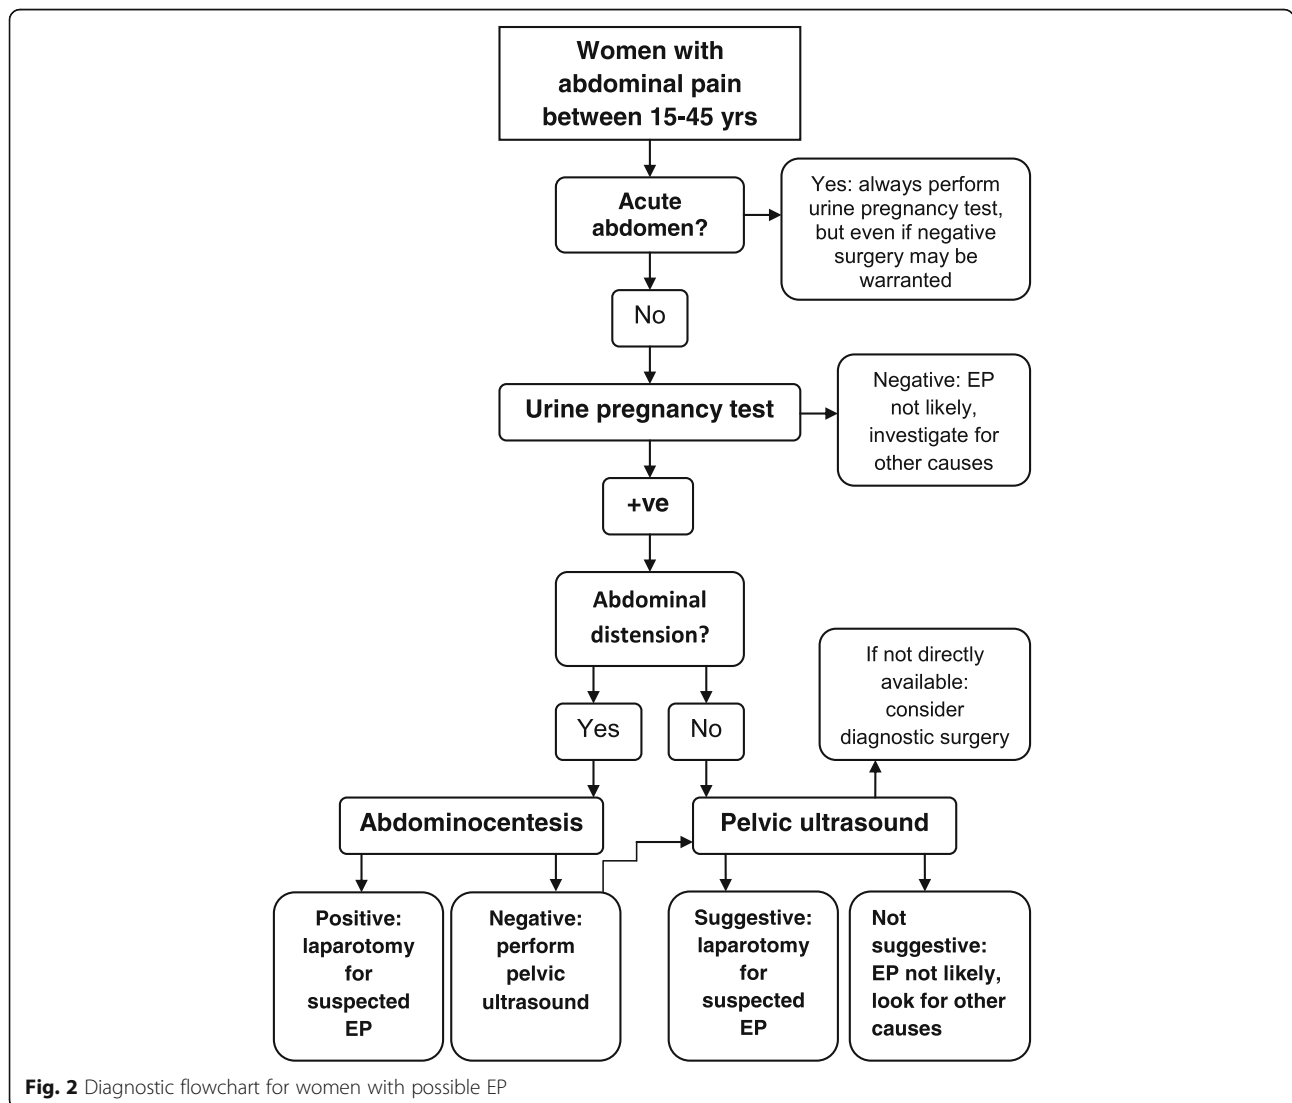 Women with
abdominal pain
between 15-45 yrs
Acute
abdomen?
Yes: always perform
urine pregnancy test,
but even if negative
surgery may be
warranted
No
Urine pregnancy test
Negative: EP
not likely,
investigate for
other causes
+ve
Abdominal
distension?
If not directly
available:
consider
diagnostic surgery
Yes
No
Abdominocentesis
Pelvic ultrasound
Positive:
laparotomy
for
suspected
EP
Negative:
perform
pelvic
ultrasound
Suggestive:
laparotomy
for
suspected
EP
Not
suggestive:
EP not likely,
look for other
causes
Fig. 2 Diagnostic flowchart for women with possible EP